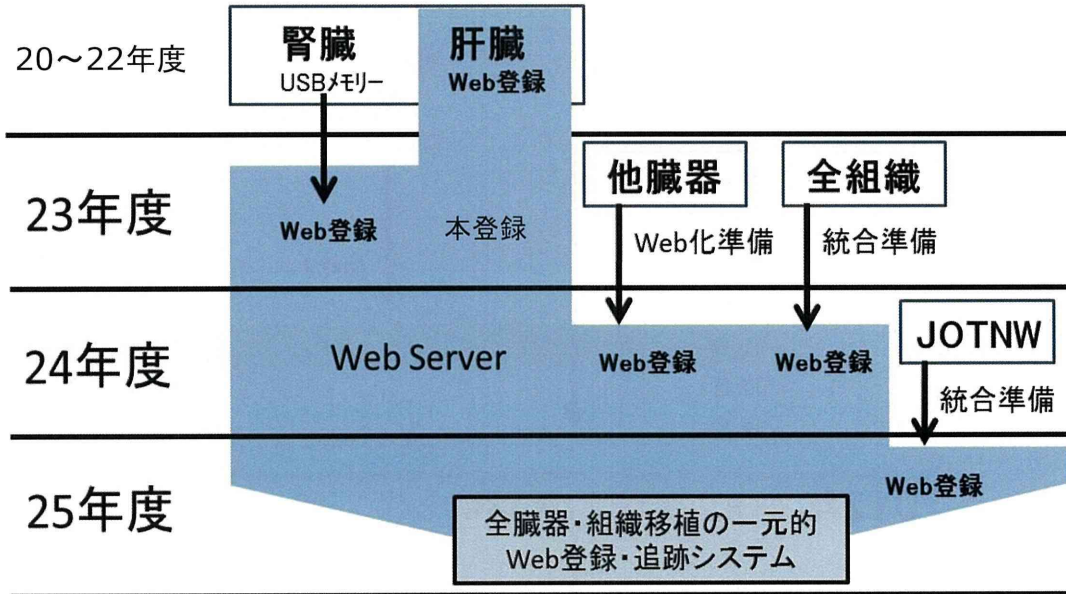 20～22年度
腎臓
USBメモリー
肝臓
Web登録
23年度
Web登録
本登録
他臓器
Web化準備
全組織
統合準備
24年度
Web Server
Web登録
Web登録
JOTNW
統合準備
25年度
Web登録
全臓器・組織移植の一元的
Web登録・追跡システム